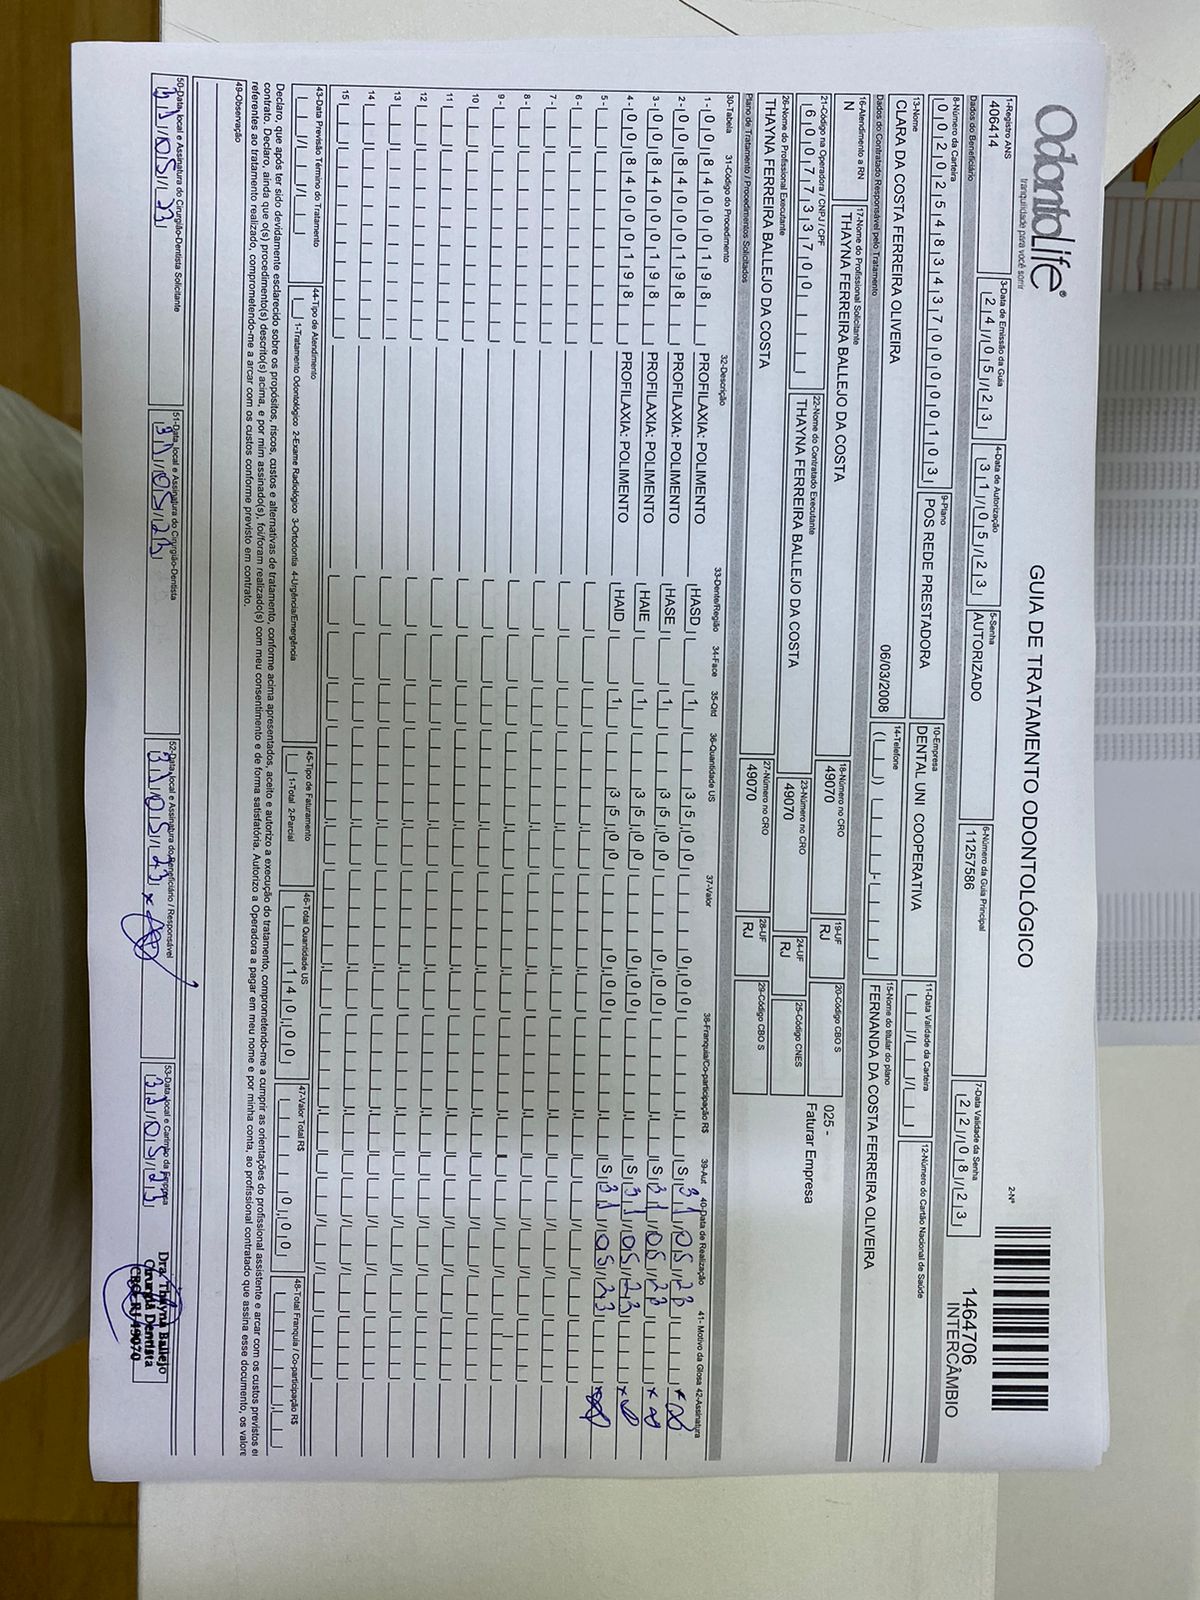 OdontoLife®
tranquilidade para você sorrir
GUIA DE TRATAMENTO ODONTOLÓGICO
2-Nº
1464706
INTERCÂMBIO
1-Registro ANS
406414
3-Data de Emissão da Guia
24/05/23
4-Data de Autorização
31/05/23
5-Senha
AUTORIZADO
6-Número da Guia Principal
11257586
7-Data Validade da Senha
22/08/23
Dados do Beneficiário
8-Número da Carteira
00202548343700000103
9-Plano
POS REDE PRESTADORA
10-Empresa
DENTAL UNI COOPERATIVA
11-Data Validade da Carteira
12-Número do Cartão Nacional de Saúde
13-Nome
CLARA DA COSTA FERREIRA OLIVEIRA
06/03/2008
14-Telefone
15-Nome do titular do plano
FERNANDA DA COSTA FERREIRA OLIVEIRA
Dados do Contratado Responsável pelo Tratamento
16-Atendimento a RN
N
17-Nome do Profissional Solicitante
THAYNA FERREIRA BALLEJO DA COSTA
18-Número no CRO
49070
19-UF
RJ
20-Código CBO S
025 -
Faturar Empresa
21-Código na Operadora / CNPJ / CPF
6007733700
22-Nome do Contratado Executante
THAYNA FERREIRA BALLEJO DA COSTA
23-Número no CRO
49070
24-UF
RJ
25-Código CNES
26-Nome do Profissional Executante
THAYNA FERREIRA BALLEJO DA COSTA
27-Número no CRO
49070
28-UF
RJ
29-Código CBO S
Plano de Tratamento / Procedimentos Solicitados
30-Tabela 31-Código do Procedimento 32-Descrição 33-Dente/Região 34-Face 35-Qtd 36-Quantidade US 37-Valor 38-Franquia/Co-participação R$ 39-Aut 40-Data de Realização 41- Motivo da Glosa 42-Assinatura
1- 00 84000198 PROFILAXIA: POLIMENTO HASD 1 35,00 0,00 S 31/05/23
2- 00 84000198 PROFILAXIA: POLIMENTO HASE 1 35,00 0,00 S 31/05/23
3- 00 84000198 PROFILAXIA: POLIMENTO HAIE 1 35,00 0,00 S 31/05/23
4- 00 84000198 PROFILAXIA: POLIMENTO HAID 1 35,00 0,00 S 31/05/23
5-
6-
7-
8-
9-
10
11
12
13
14
15
43-Data Previsão Término do Tratamento
44-Tipo de Atendimento
1-Tratamento Odontológico 2-Exame Radiológico 3-Ortodontia 4-Urgência/Emergência
45-Tipo de Faturamento
1-Total 2-Parcial
46-Total Quantidade US
140,00
47-Valor Total R$
0,00
48-Total Franquia / Co-participação R$
Declaro, que após ter sido devidamente esclarecido sobre os propósitos, riscos, custos e alternativas de tratamento, conforme acima apresentados, aceito e autorizo a execução do tratamento, comprometendo-me a cumprir as orientações do profissional assistente e arcar com os custos previstos e
contrato. Declaro, ainda que o(s) procedimento(s) descrito(s) acima, e por mim assinado(s), foi/foram realizado(s) com meu consentimento e de forma satisfatória. Autorizo a Operadora a pagar em meu nome e por minha conta, ao profissional contratado que assina esse documento, os valore
referentes ao tratamento realizado, comprometendo-me a arcar com os custos conforme previsto em contrato.
49-Observação
50-Data, local e Assinatura do Cirurgião-Dentista Solicitante
31/05/23
51-Data, local e Assinatura do Cirurgião-Dentista
31/05/23
52-Data, local e Assinatura do Beneficiário / Responsável
31/05/23
53-Data, local e Carimbo da Empresa
31/05/23
Dra. Thayna Ballejo
Cirurgiã Dentista
CRO-RJ 49070